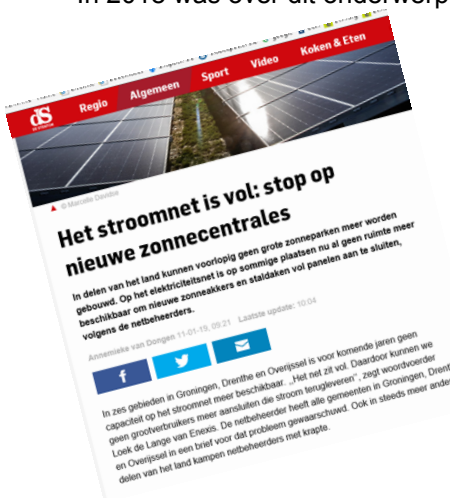 In 2018 was over dit onderwerp
dS
DE STENTOR
Regio Algemeen Sport Video Koken & Eten
© Marcelle Davidse
Het stroomnet is vol: stop op
nieuwe zonnecentrales
In delen van het land kunnen voorlopig geen grote zonneparken meer worden
gebouwd. Op het elektriciteitsnet is op sommige plaatsen nu al geen ruimte meer
beschikbaar om nieuwe zonneakkers en staldaken vol panelen aan te sluiten,
volgens de netbeheerders.
Annemieke van Dongen 11-01-19, 09:21 Laatste update: 10:04
f
In zes gebieden in Groningen, Drenthe en Overijssel is voor komende jaren geen
capaciteit op het stroomnet meer beschikbaar. „Het net zit vol. Daardoor kunnen we
geen grootverbruikers meer aansluiten die stroom terugleveren”, zegt woordvoerder
Loek de Lange van Enexis. De netbeheerder heeft alle gemeenten in Groningen, Drent
en Overijssel in een brief voor dat probleem gewaarschuwd. Ook in steeds meer ander
delen van het land kampen netbeheerders met krapte.